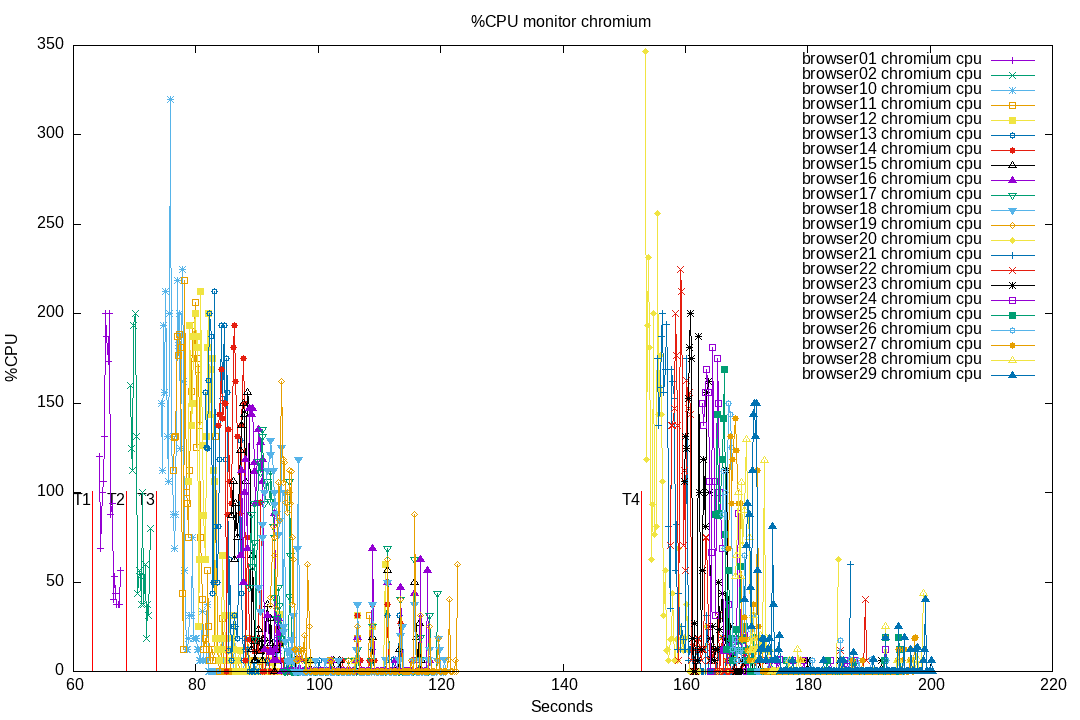 %CPU monitor chromium
350
300
250
200
150
100
50
0
%CPU
60
80
100
120
140
160
180
200
220
Seconds
T1
T2
T3
T4
browser01 chromium cpu
browser02 chromium cpu
browser10 chromium cpu
browser11 chromium cpu
browser12 chromium cpu
browser13 chromium cpu
browser14 chromium cpu
browser15 chromium cpu
browser16 chromium cpu
browser17 chromium cpu
browser18 chromium cpu
browser19 chromium cpu
browser20 chromium cpu
browser21 chromium cpu
browser22 chromium cpu
browser23 chromium cpu
browser24 chromium cpu
browser25 chromium cpu
browser26 chromium cpu
browser27 chromium cpu
browser28 chromium cpu
browser29 chromium cpu